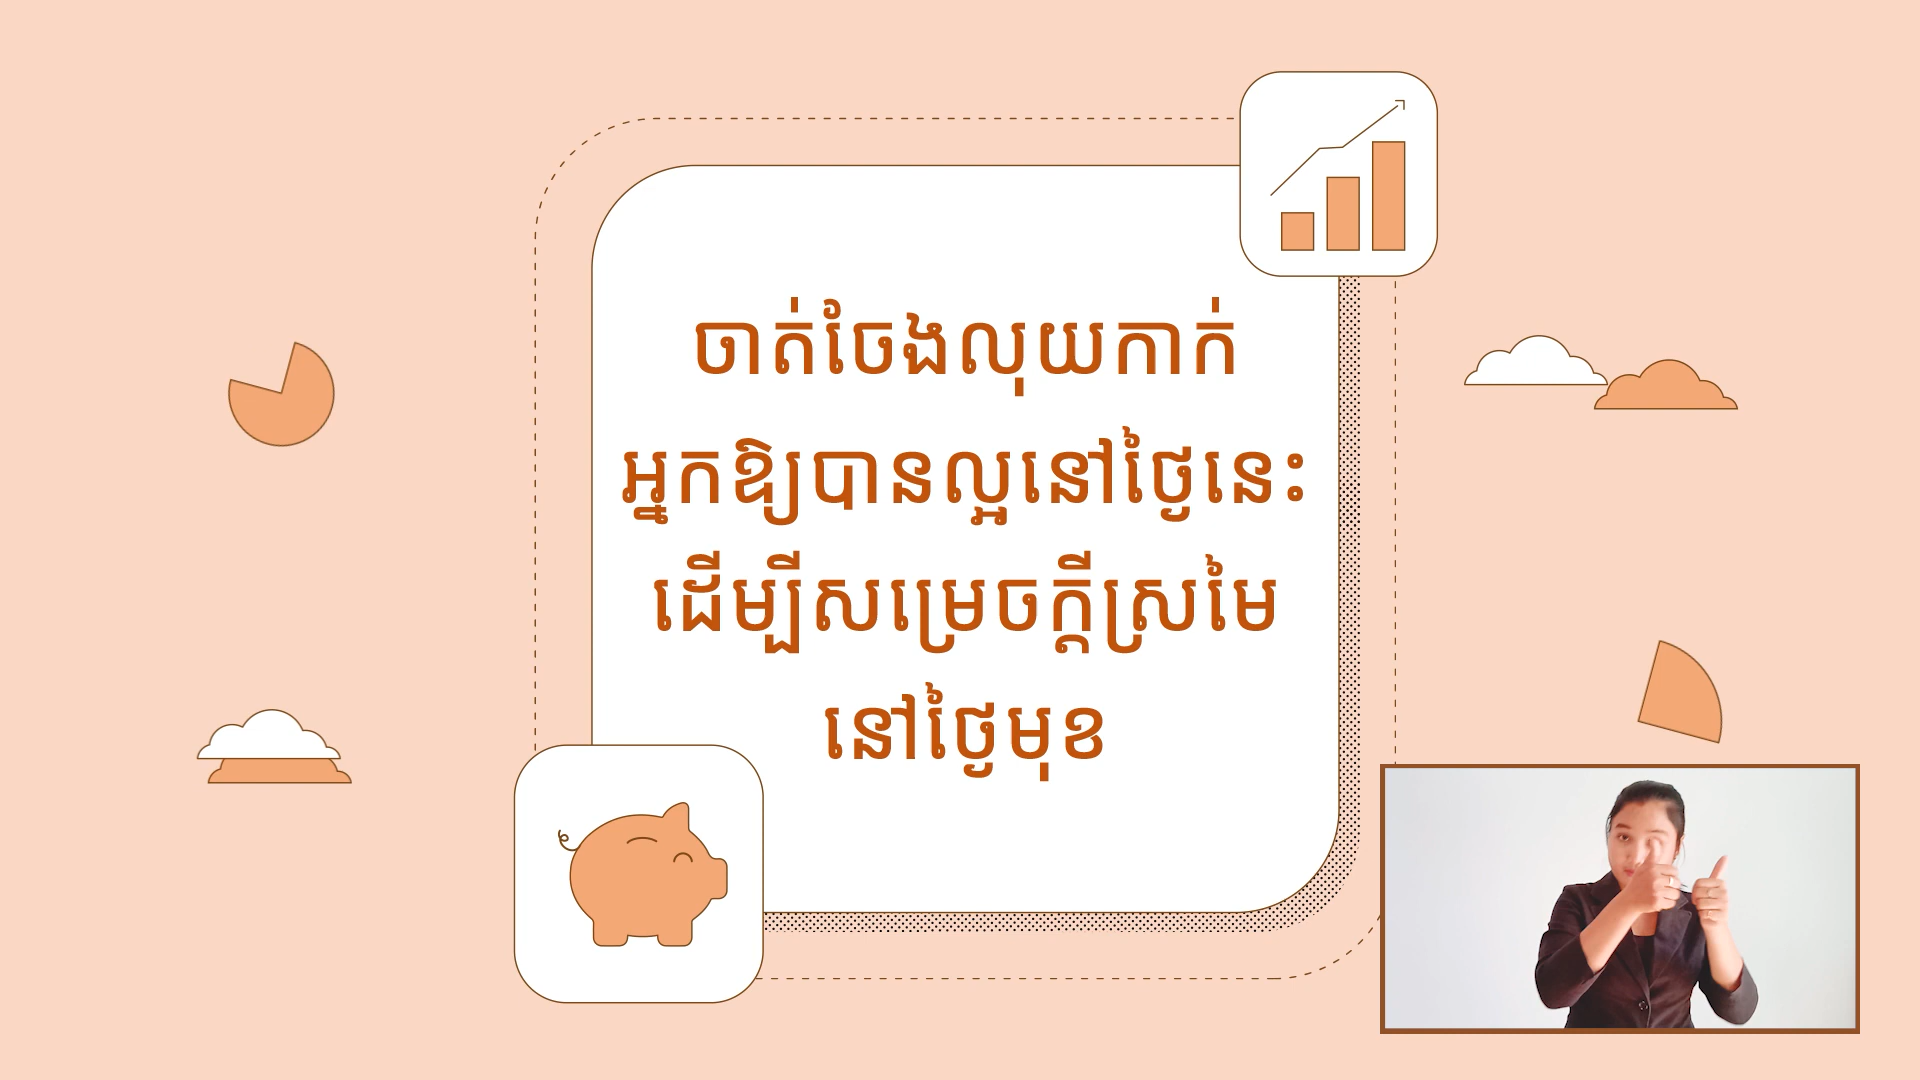 ចាត់ចែងលុយកាក់
អ្នកឱ្យបានល្អនៅថ្ងៃនេះ
ដើម្បីសម្រេចក្តីស្រមៃ
នៅថ្ងៃមុខ